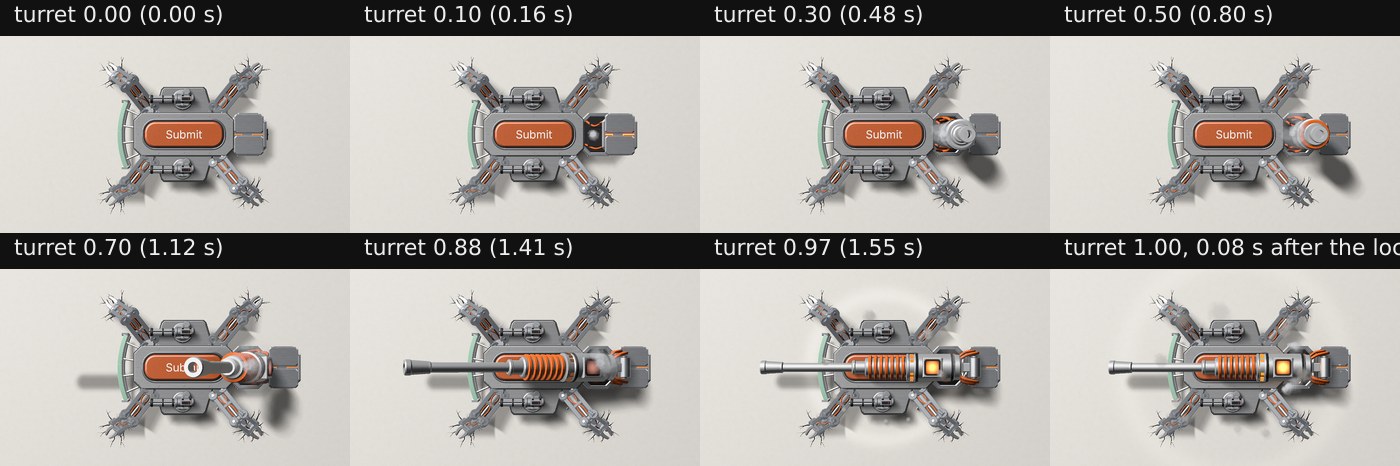 turret 0.00 (0.00 s)
turret 0.10 (0.16 s)
turret 0.30 (0.48 s)
turret 0.50 (0.80 s)
Submit
Submit
Submit
Submit
turret 0.70 (1.12 s)
turret 0.88 (1.41 s)
turret 0.97 (1.55 s)
turret 1.00, 0.08 s after the loc
Sub